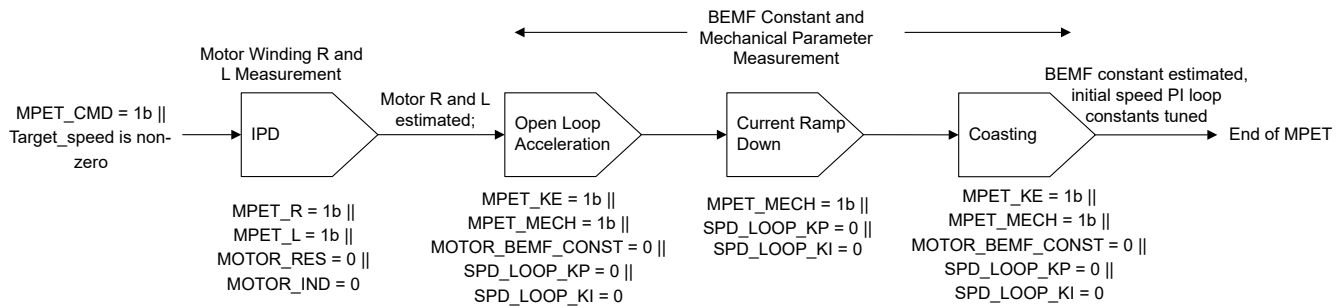 BEMF Constant and
Mechanical Parameter
Measurement
Motor Winding R and
L Measurement
MPET_CMD = 1b ||
Target_speed is non-
zero
IPD
Motor R and L
estimated;
Open Loop
Acceleration
Current Ramp
Down
Coasting
BEMF constant estimated,
initial speed PI loop
constants tuned
End of MPET
MPET_R = 1b ||
MPET_L = 1b ||
MOTOR_RES = 0 ||
MOTOR_IND = 0
MPET_KE = 1b ||
MPET_MECH = 1b ||
MOTOR_BEMF_CONST = 0 ||
SPD_LOOP_KP = 0 ||
SPD_LOOP_KI = 0
MPET_MECH = 1b ||
SPD_LOOP_KP = 0 ||
SPD_LOOP_KI = 0
MPET_KE = 1b ||
MPET_MECH = 1b ||
MOTOR_BEMF_CONST = 0 ||
SPD_LOOP_KP = 0 ||
SPD_LOOP_KI = 0